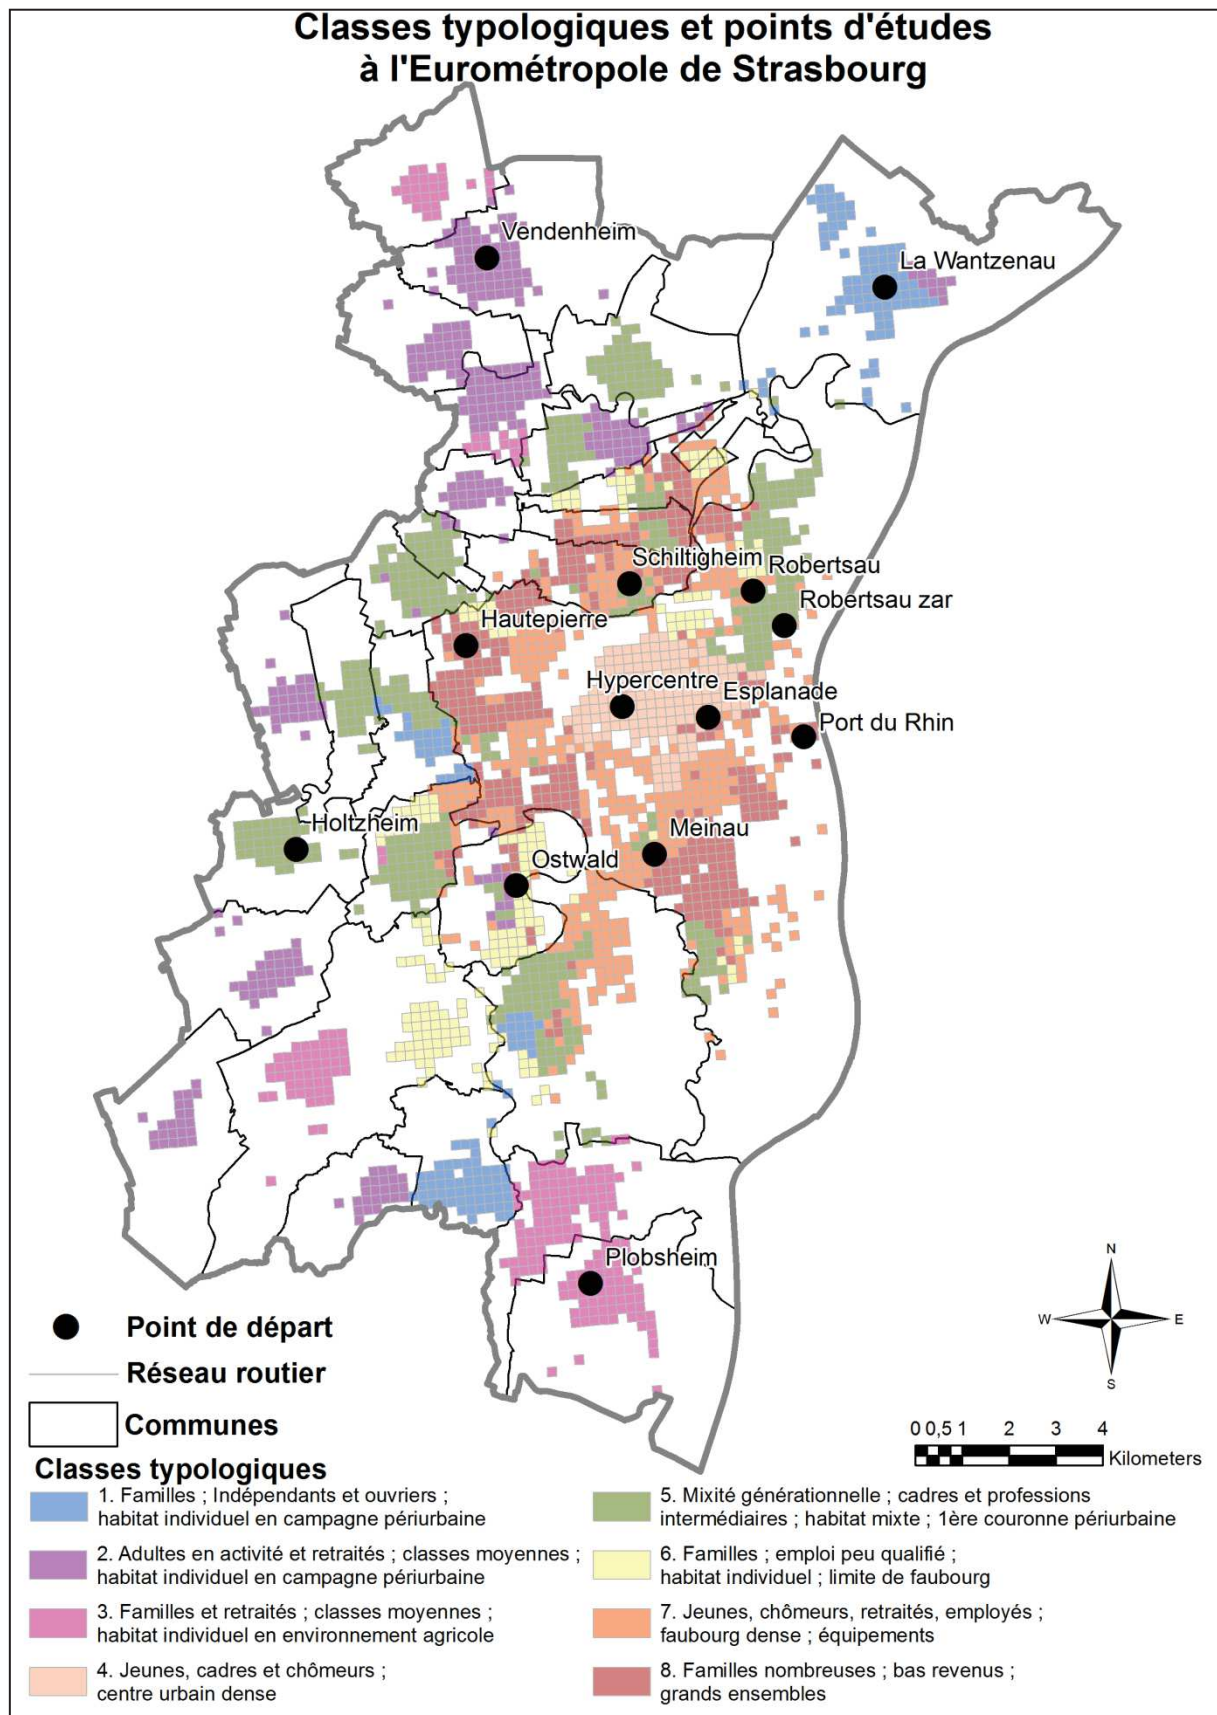 Classes typologiques et points d'études
à l'Eurométropole de Strasbourg
Vendenheim
La Wantzenau
Schiltigheim
Robertsau
Robertsau zar
Hautepierre
Hypercentre
Esplanade
Port du Rhin
Holtzheim
Meinau
Ostwald
Plobsheim
N
W
E
S
Point de départ
Réseau routier
Communes
0 0,5 1 2 3 4
Kilometers
Classes typologiques
1. Familles ; Indépendants et ouvriers ;
habitat individuel en campagne périurbaine
2. Adultes en activité et retraités ; classes moyennes ;
habitat individuel en campagne périurbaine
3. Familles et retraités ; classes moyennes ;
habitat individuel en environnement agricole
4. Jeunes, cadres et chômeurs ;
centre urbain dense
5. Mixité générationnelle ; cadres et professions
intermédiaires ; habitat mixte ; 1ère couronne périurbaine
6. Familles ; emploi peu qualifié ;
habitat individuel ; limite de faubourg
7. Jeunes, chômeurs, retraités, employés ;
faubourg dense ; équipements
8. Familles nombreuses ; bas revenus ;
grands ensembles